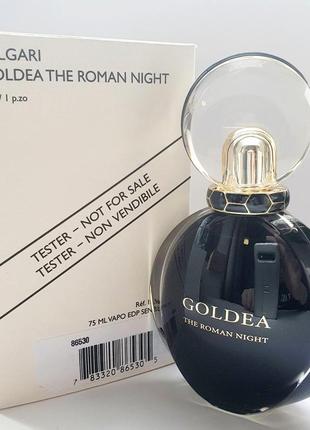 LGARI
OLDEA THE ROMAN NIGHT
/ 1 p.zo
TESTER – NOT FOR SALE
TESTER – NON VENDIBILE
75 ML VAPO EDP
86530
7 83320 86530 5
GOLDEA
THE ROMAN NIGHT